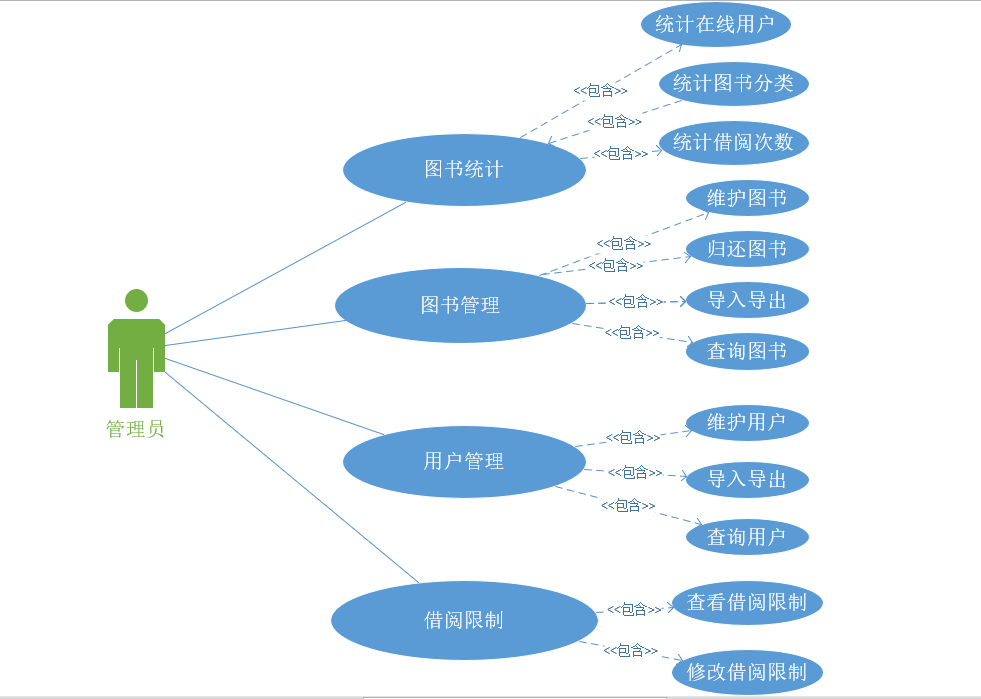 统计在线用户
<<包含>>
统计图书分类
<<包含>>
统计借阅次数
<<包含>>
图书统计
维护图书
<<包含>>
归还图书
<<包含>>
图书管理
<<包含>>
导入导出
<<包含>>
查询图书
管理员
维护用户
<<包含>>
用户管理
<<包含>>
导入导出
<<包含>>
查询用户
借阅限制
<<包含>>
查看借阅限制
<<包含>>
修改借阅限制